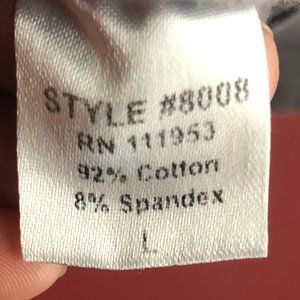 STYLE #8008
RN 111953
92% Cotton
8% Spandex
L